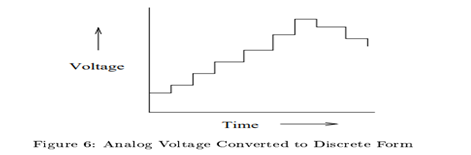 Voltage
Time
Figure 6: Analog Voltage Converted to Discrete Form